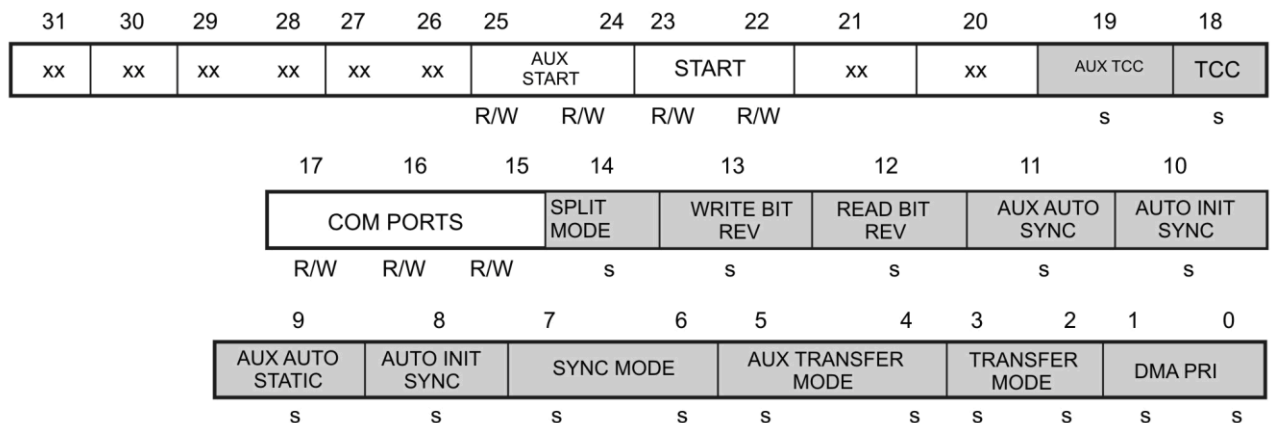 31 30 29 28 27 26 25 24 23 22 21 20 19 18
xx xx xx xx xx xx AUX START START xx xx AUX TCC TCC
R/W R/W R/W R/W s s
17 16 15 14 13 12 11 10
COM PORTS SPLIT MODE WRITE BIT REV READ BIT REV AUX AUTO SYNC AUTO INIT SYNC
R/W R/W R/W s s s s s
9 8 7 6 5 4 3 2 1 0
AUX AUTO STATIC AUTO INIT SYNC SYNC MODE AUX TRANSFER MODE TRANSFER MODE DMA PRI
s s s s s s s s s s